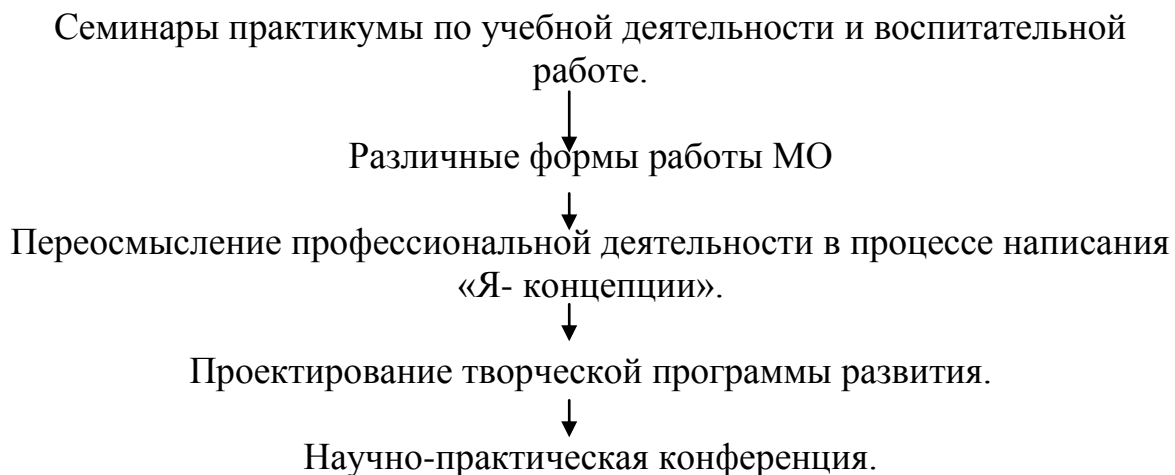 Семинары практикумы по учебной деятельности и воспитательной
работе.
Различные формы работы МО
Переосмысление профессиональной деятельности в процессе написания
«Я- концепции».
Проектирование творческой программы развития.
Научно-практическая конференция.